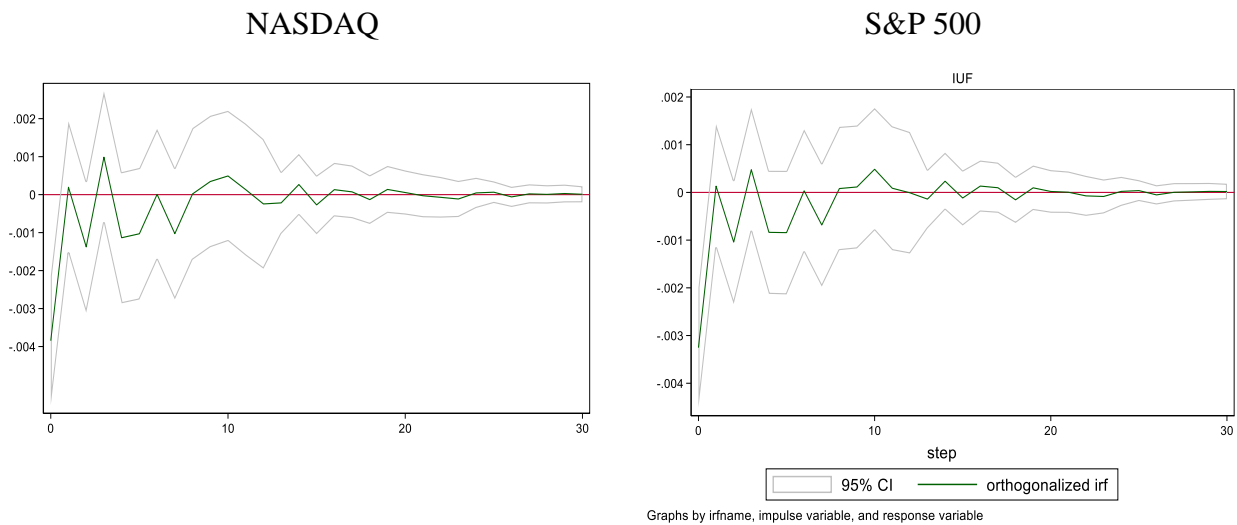 NASDAQ
S&P 500
.002
.001
0
-.001
-.002
-.003
-.004
0 10 20 30
IUF
.002
.001
0
-.001
-.002
-.003
-.004
0 10 20 30
step
95% CI orthogonalized irf
Graphs by irfname, impulse variable, and response variable